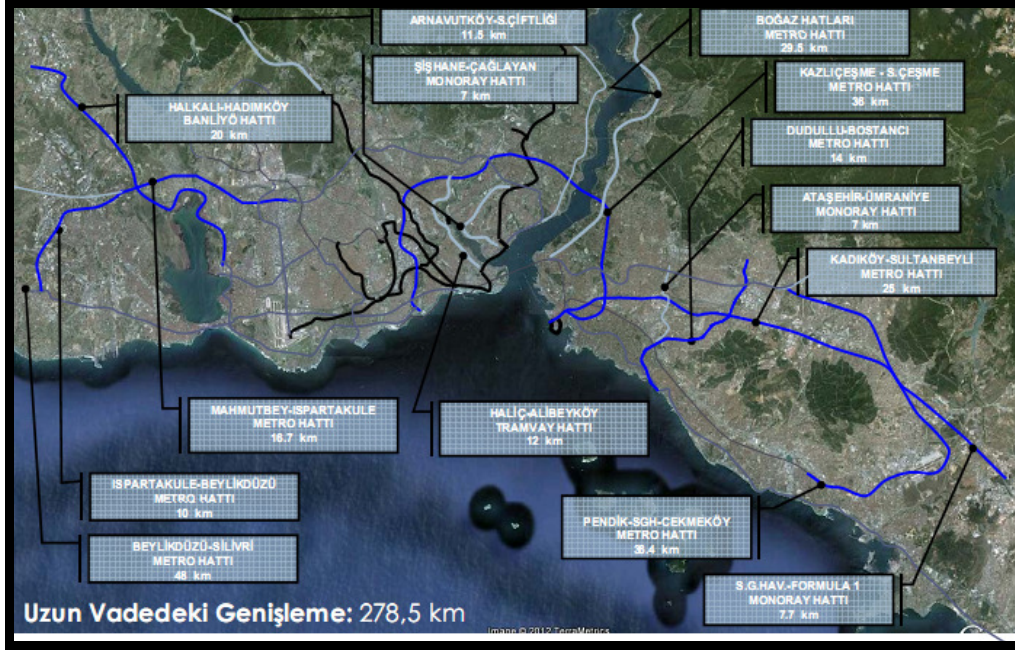 ARNAVUTKÖY-S.ÇİFTLİĞİ
11.5 km
BOĞAZ HATLARI
METRO HATTI
29.5 km
ŞİŞHANE-ÇAĞLAYAN
MONORAY HATTI
7 km
KAZLIÇEŞME - S.ÇEŞME
METRO HATTI
36 km
HALKALI-HADIMKÖY
BANLİYÖ HATTI
20 km
DUDULLU-BOSTANCI
METRO HATTI
14 km
ATAŞEHİR-ÜMRANİYE
MONORAY HATTI
7 km
KADIKÖY-SULTANBEYLİ
METRO HATTI
25 km
MAHMUTBEY-ISPARTAKULE
METRO HATTI
16.7 km
HALİÇ-ALİBEYKÖY
TRAMVAY HATTI
12 km
ISPARTAKULE-BEYLİKDÜZÜ
METRO HATTI
10 km
PENDİK-SGH-CEKMEKÖY
METRO HATTI
36.4 km
BEYLİKDÜZÜ-SİLİVRİ
METRO HATTI
48 km
S.G.HAV.-FORMULA 1
MONORAY HATTI
7.7 km
Uzun Vadedeki Genişleme: 278,5 km
Image © 2012 TerraMetrics